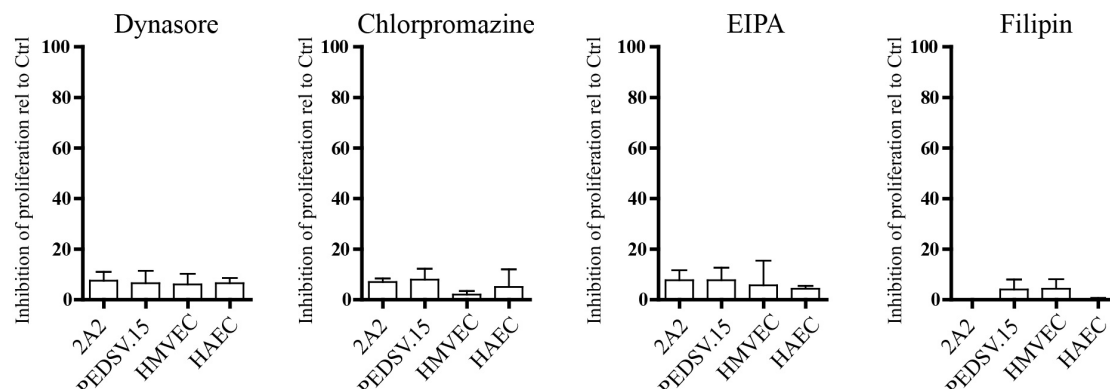 Dynasore
Inhibition of proliferation rel to Ctrl
100
80
60
40
20
0
2A2
PEDSV.15
HMVEC
HAEC
Chlorpromazine
Inhibition of proliferation rel to Ctrl
100
80
60
40
20
0
2A2
PEDSV.15
HMVEC
HAEC
EIPA
Inhibition of proliferation rel to Ctrl
100
80
60
40
20
0
2A2
PEDSV.15
HMVEC
HAEC
Filipin
Inhibition of proliferation rel to Ctrl
100
80
60
40
20
0
2A2
PEDSV.15
HMVEC
HAEC